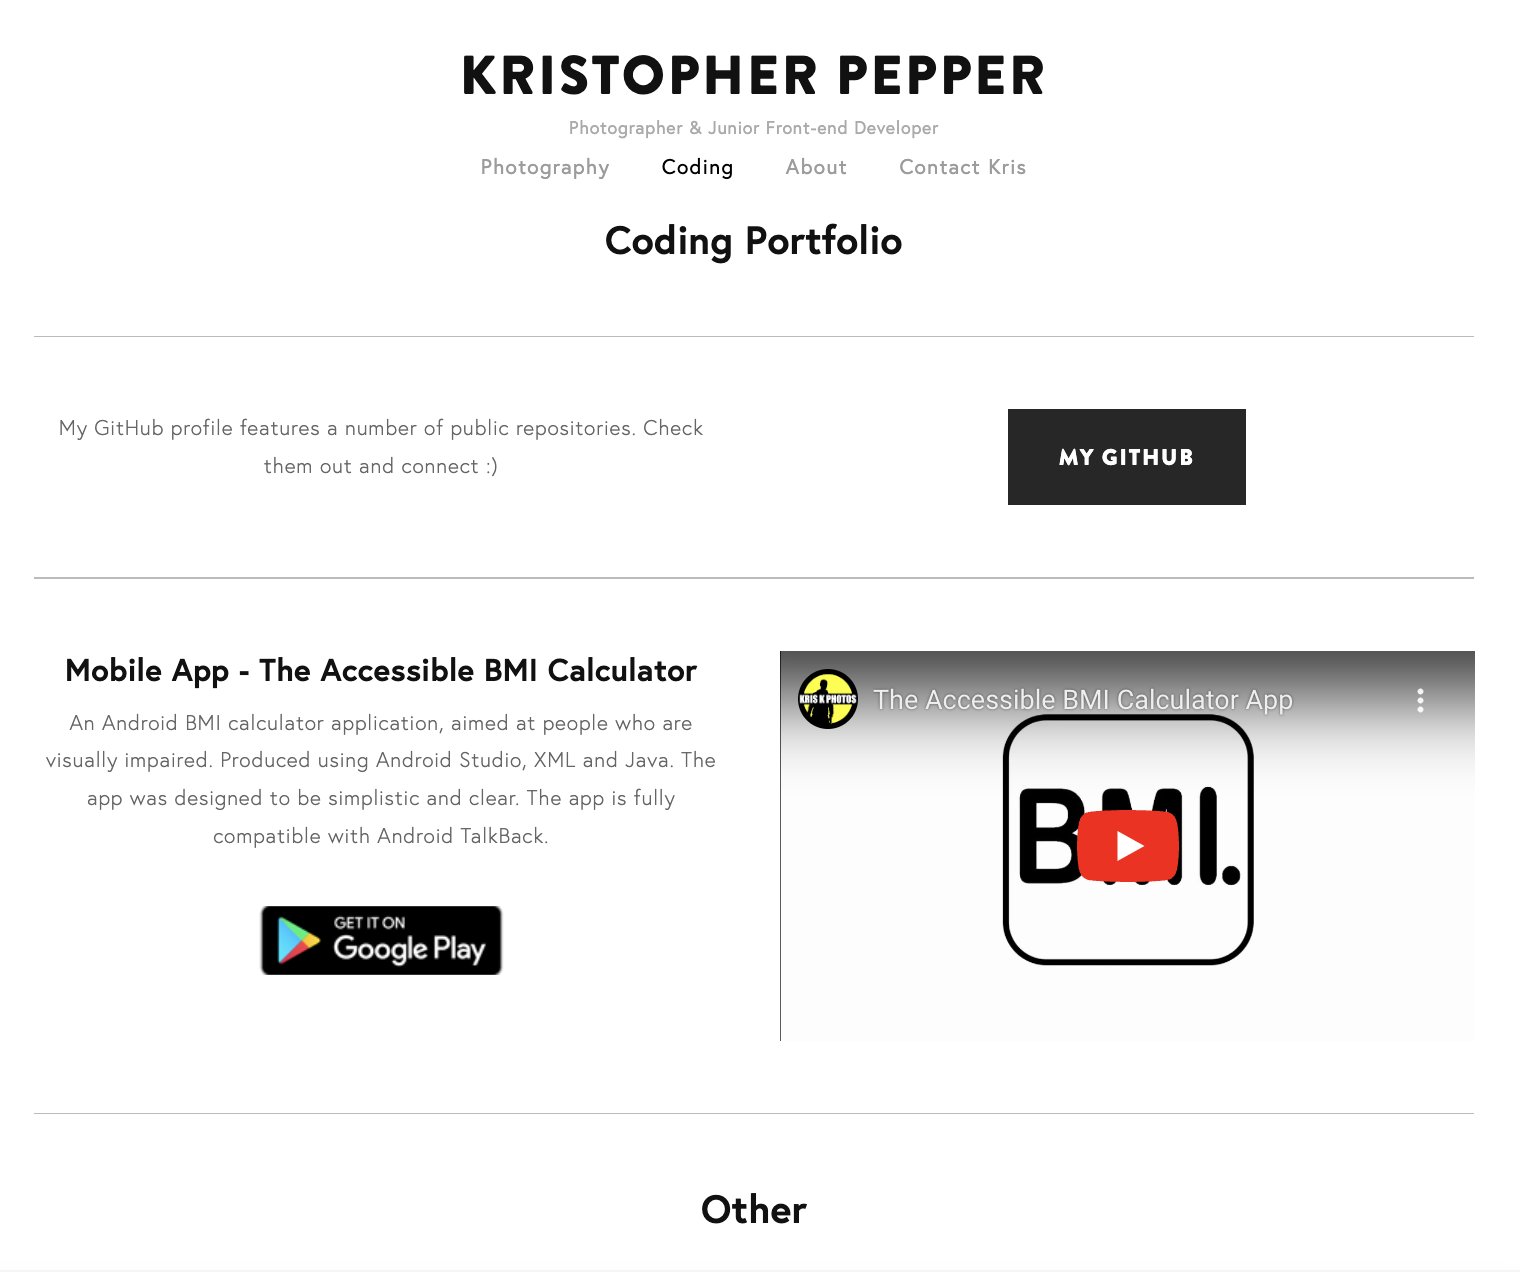 KRISTOPHER PEPPER
Photographer & Junior Front-end Developer
Photography Coding About Contact Kris
Coding Portfolio
My GitHub profile features a number of public repositories. Check
them out and connect :)
MY GITHUB
Mobile App - The Accessible BMI Calculator
An Android BMI calculator application, aimed at people who are
visually impaired. Produced using Android Studio, XML and Java. The
app was designed to be simplistic and clear. The app is fully
compatible with Android TalkBack.
GET IT ON
Google Play
KRIS K PHOTOS
The Accessible BMI Calculator App
BMI.
Other